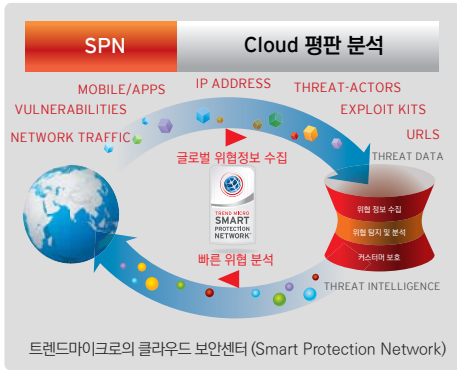 SPN
Cloud 평판 분석
MOBILE/APPS
IP ADDRESS
THREAT-ACTORS
VULNERABILITIES
EXPLOIT KITS
NETWORK TRAFFIC
URLS
글로벌 위협정보 수집
THREAT DATA
TREND MICRO
SMART
PROTECTION
NETWORK™
위협 정보 수집
위협 탐지 및 분석
커스터머 보호
빠른 위협 분석
THREAT INTELLIGENCE
트렌드마이크로의 클라우드 보안센터 (Smart Protection Network)